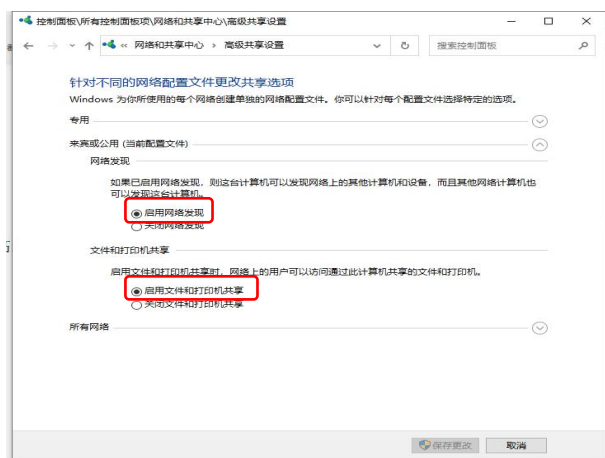 控制面板\所有控制面板项\网络和共享中心\高级共享设置
« 网络和共享中心 › 高级共享设置
搜索控制面板
针对不同的网络配置文件更改共享选项
Windows 为你所使用的每个网络创建单独的网络配置文件。你可以针对每个配置文件选择特定的选项。
专用
来宾或公用 (当前配置文件)
网络发现
如果已启用网络发现，则这台计算机可以发现网络上的其他计算机和设备，而且其他网络计算机也
可以发现这台计算机。
启用网络发现
关闭网络发现
文件和打印机共享
启用文件和打印机共享时，网络上的用户可以访问通过此计算机共享的文件和打印机。
启用文件和打印机共享
关闭文件和打印机共享
所有网络
保存更改
取消